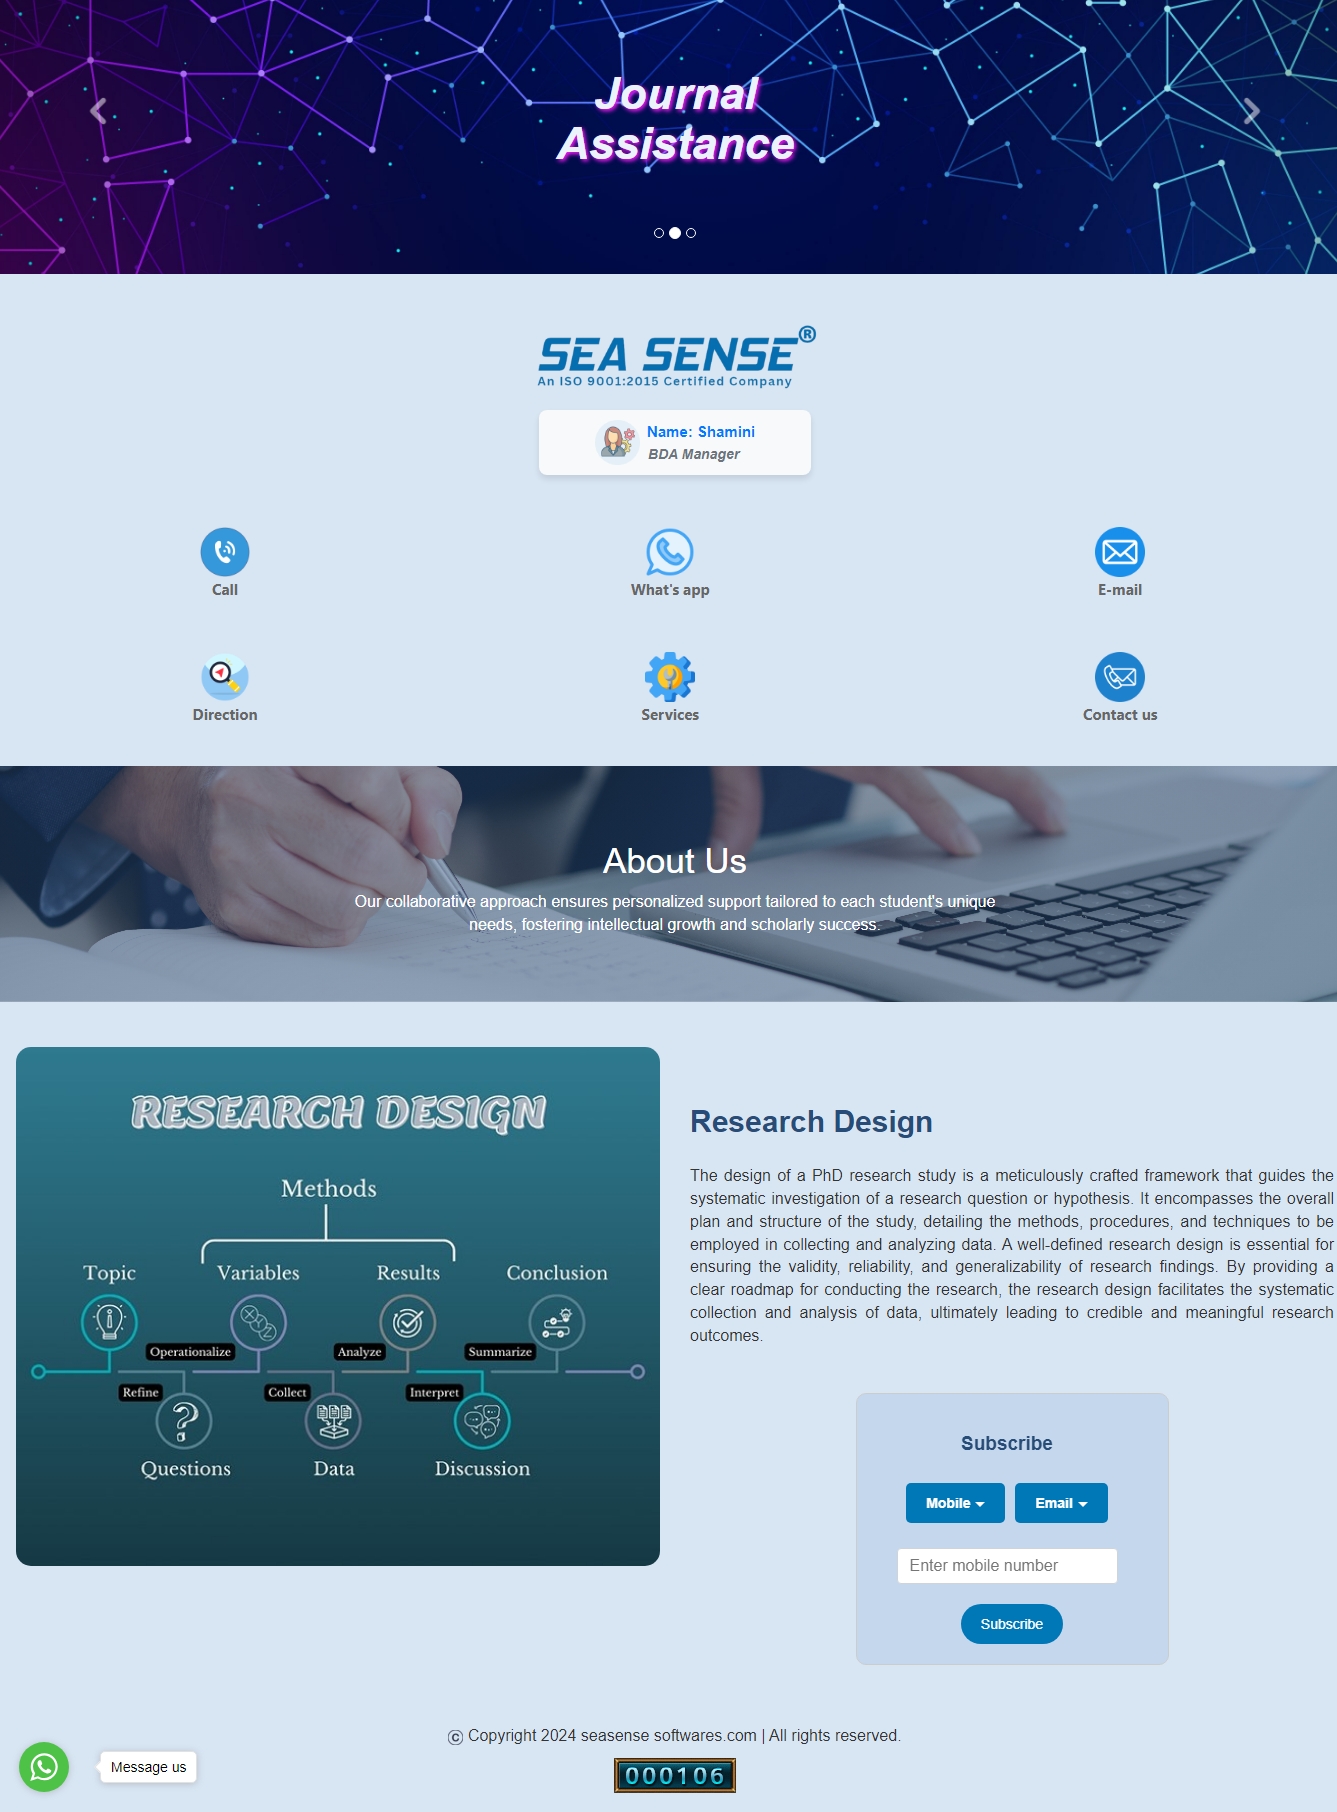 Journal
Assistance
SEA SENSE®
An ISO 9001:2015 Certified Company
Name: Shamini
BDA Manager
Call
What's app
E-mail
Direction
Services
Contact us
About Us
Our collaborative approach ensures personalized support tailored to each student's unique
needs, fostering intellectual growth and scholarly success.
RESEARCH DESIGN
Methods
Topic
Variables
Results
Conclusion
Operationalize
Analyze
Summarize
Refine
Collect
Interpret
Questions
Data
Discussion
Research Design
The design of a PhD research study is a meticulously crafted framework that guides the
systematic investigation of a research question or hypothesis. It encompasses the overall
plan and structure of the study, detailing the methods, procedures, and techniques to be
employed in collecting and analyzing data. A well-defined research design is essential for
ensuring the validity, reliability, and generalizability of research findings. By providing a
clear roadmap for conducting the research, the research design facilitates the systematic
collection and analysis of data, ultimately leading to credible and meaningful research
outcomes.
Subscribe
Mobile
Email
Enter mobile number
Subscribe
© Copyright 2024 seasense softwares.com | All rights reserved.
Message us
000106